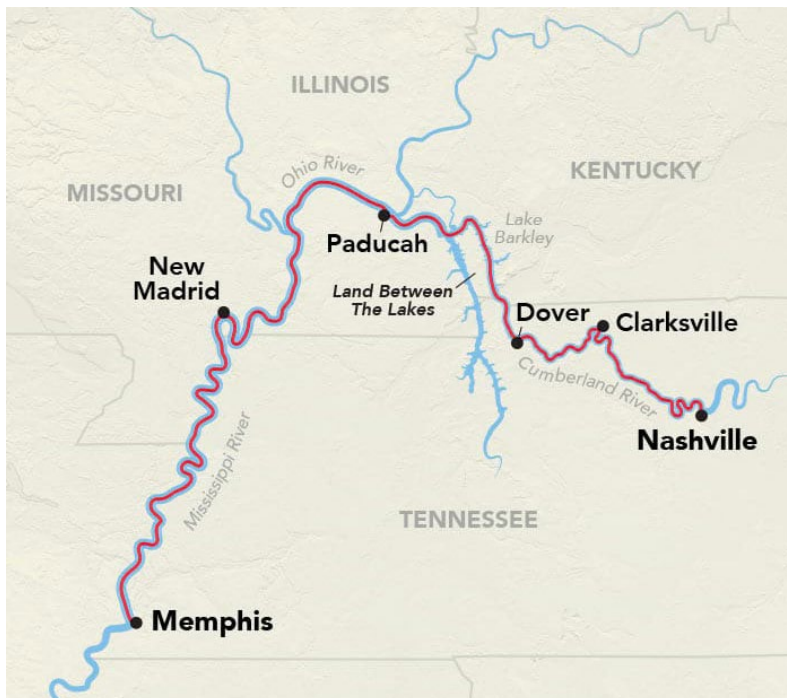 ILLINOIS
Ohio River
KENTUCKY
MISSOURI
Paducah
Lake
Barkley
New
Madrid
Land Between
The Lakes
Dover
Clarksville
Cumberland River
Nashville
Mississippi River
TENNESSEE
Memphis